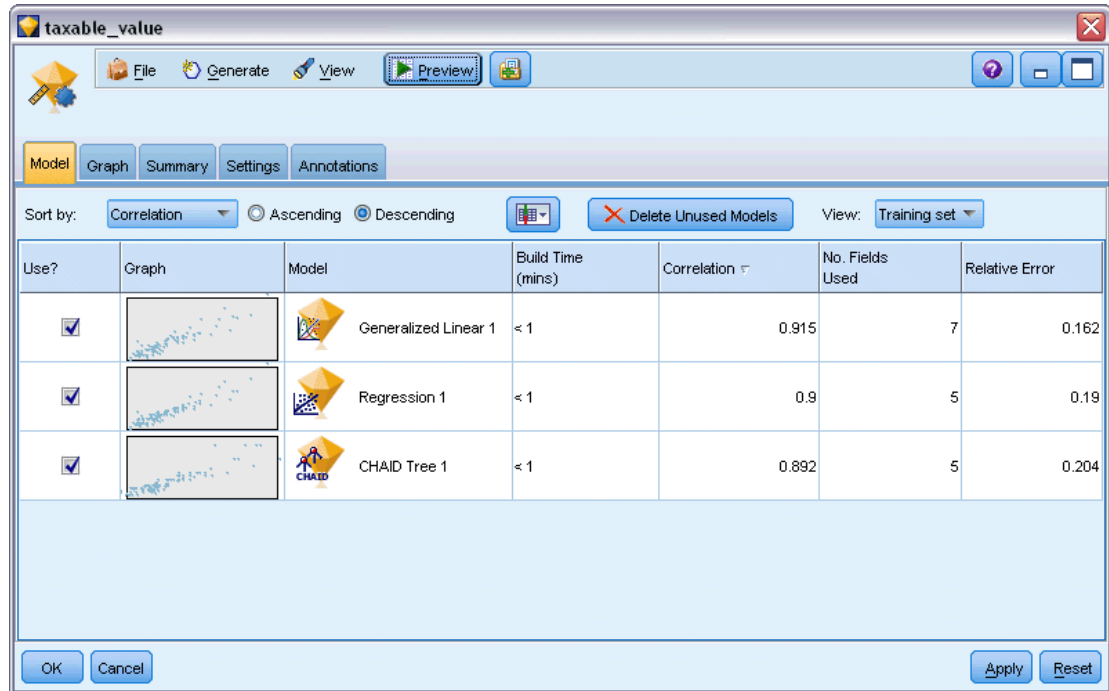 taxable_value
File Generate View Preview
Model Graph Summary Settings Annotations
Sort by: Correlation Ascending Descending Delete Unused Models View: Training set
Use? Graph Model Build Time (mins) Correlation No. Fields Used Relative Error
Generalized Linear 1 < 1 0.915 7 0.162
Regression 1 < 1 0.9 5 0.19
CHAID CHAID Tree 1 < 1 0.892 5 0.204
OK Cancel Apply Reset